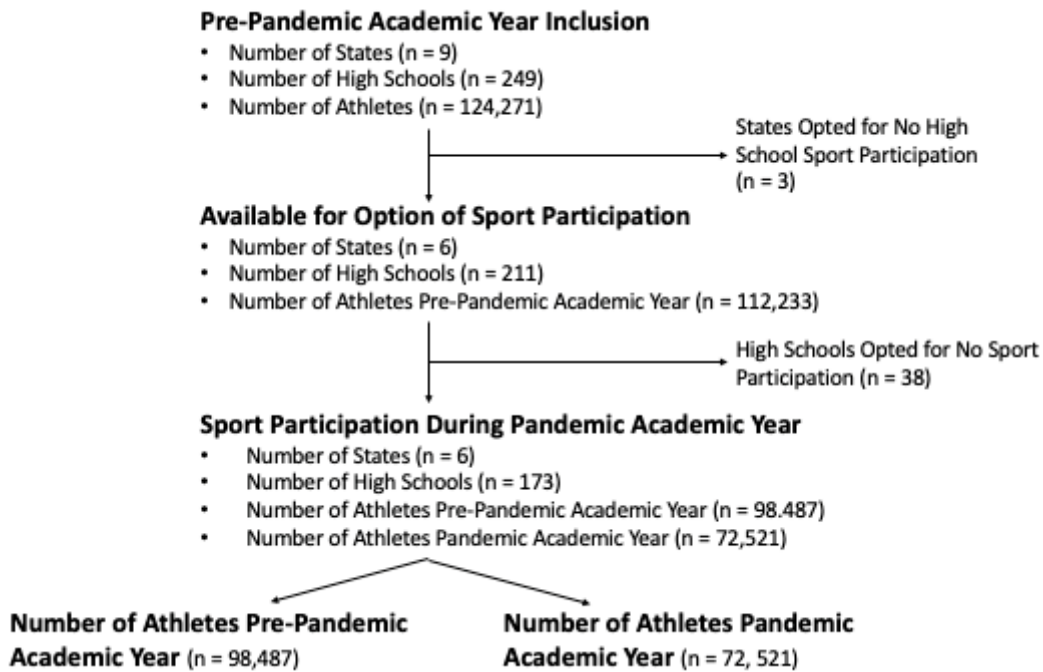 Pre-Pandemic Academic Year Inclusion
• Number of States (n = 9)
• Number of High Schools (n = 249)
• Number of Athletes (n = 124,271)
States Opted for No High
School Sport Participation
(n = 3)
Available for Option of Sport Participation
• Number of States (n = 6)
• Number of High Schools (n = 211)
• Number of Athletes Pre-Pandemic Academic Year (n = 112,233)
High Schools Opted for No Sport
Participation (n = 38)
Sport Participation During Pandemic Academic Year
• Number of States (n = 6)
• Number of High Schools (n = 173)
• Number of Athletes Pre-Pandemic Academic Year (n = 98.487)
• Number of Athletes Pandemic Academic Year (n = 72,521)
Number of Athletes Pre-Pandemic
Academic Year (n = 98,487)
Number of Athletes Pandemic
Academic Year (n = 72, 521)